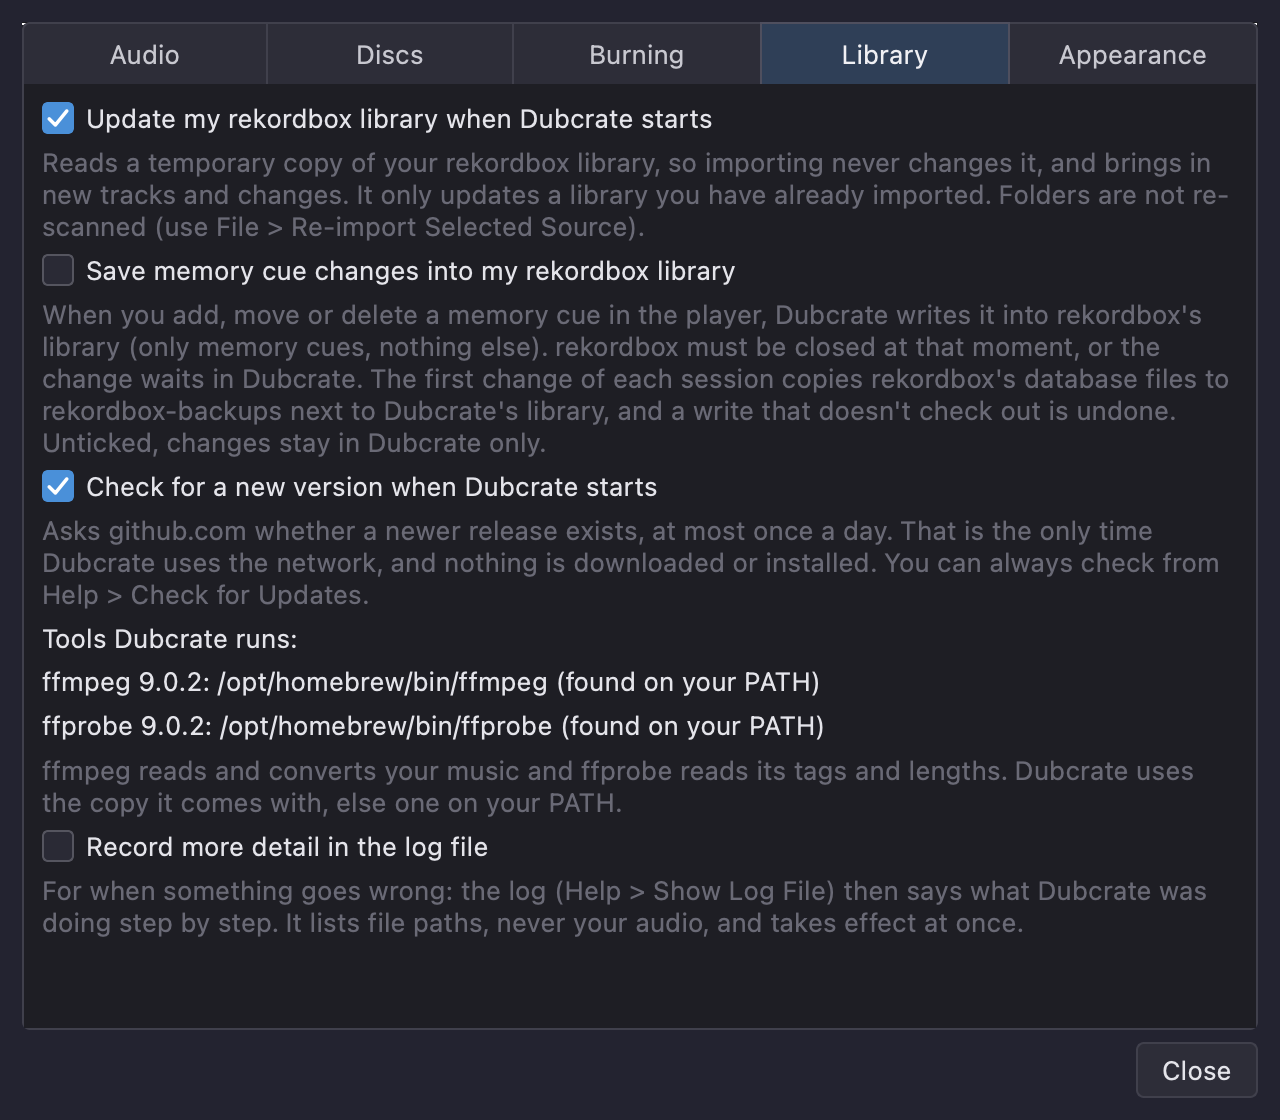 Audio
Discs
Burning
Library
Appearance
Update my rekordbox library when Dubcrate starts
Reads a temporary copy of your rekordbox library, so importing never changes it, and brings in
new tracks and changes. It only updates a library you have already imported. Folders are not re-
scanned (use File > Re-import Selected Source).
Save memory cue changes into my rekordbox library
When you add, move or delete a memory cue in the player, Dubcrate writes it into rekordbox's
library (only memory cues, nothing else). rekordbox must be closed at that moment, or the
change waits in Dubcrate. The first change of each session copies rekordbox's database files to
rekordbox-backups next to Dubcrate's library, and a write that doesn't check out is undone.
Unticked, changes stay in Dubcrate only.
Check for a new version when Dubcrate starts
Asks github.com whether a newer release exists, at most once a day. That is the only time
Dubcrate uses the network, and nothing is downloaded or installed. You can always check from
Help > Check for Updates.
Tools Dubcrate runs:
ffmpeg 9.0.2: /opt/homebrew/bin/ffmpeg (found on your PATH)
ffprobe 9.0.2: /opt/homebrew/bin/ffprobe (found on your PATH)
ffmpeg reads and converts your music and ffprobe reads its tags and lengths. Dubcrate uses
the copy it comes with, else one on your PATH.
Record more detail in the log file
For when something goes wrong: the log (Help > Show Log File) then says what Dubcrate was
doing step by step. It lists file paths, never your audio, and takes effect at once.
Close